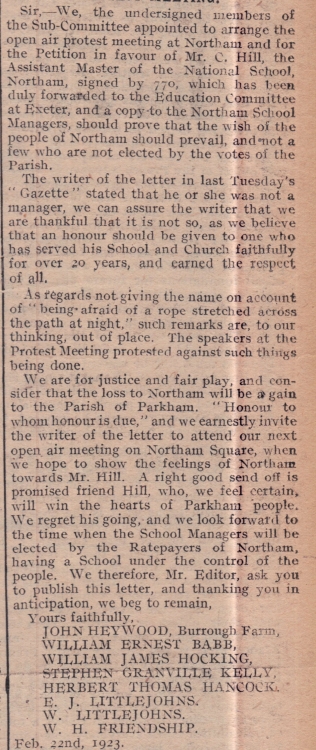 Sir,—We, the undersigned members of
the Sub-Committee appointed to arrange the
open air protest meeting at Northam and for
the Petition in favour of Mr. C. Hill, the
Assistant Master of the National School,
Northam, signed by 770, which has been
duly forwarded to the Education Committee
at Exeter, and a copy to the Northam School
Managers, should prove that the wish of the
people of Northam should prevail, and not a
few who are not elected by the votes of the
Parish.
The writer of the letter in last Tuesday's
"Gazette" stated that he or she was not a
manager, we can assure the writer that we
are thankful that it is not so, as we believe
that an honour should be given to one who
has served his School and Church faithfully
for over 20 years, and earned the respect
of all.
As regards not giving the name on account
of "being afraid of a rope stretched across
the path at night," such remarks are, to our
thinking, out of place. The speakers at the
Protest Meeting protested against such things
being done.
We are for justice and fair play, and con-
sider that the loss to Northam will be a gain
to the Parish of Parkham. "Honour to
whom honour is due," and we earnestly invite
the writer of the letter to attend our next
open air meeting on Northam Square, when
we hope to show the feelings of Northam
towards Mr. Hill. A right good send off is
promised friend Hill, who, we feel certain,
will win the hearts of Parkham people.
We regret his going, and we look forward to
the time when the School Managers will be
elected by the Ratepayers of Northam,
having a School under the control of the
people. We therefore, Mr. Editor, ask you
to publish this letter, and thanking you in
anticipation, we beg to remain,
Yours faithfully,
JOHN HEYWOOD, Burrough Farm,
WILLIAM ERNEST BABB,
WILLIAM JAMES HOCKING,
STEPHEN GRANVILLE KELLY,
HERBERT THOMAS HANCOCK.
E. J. LITTLEJOHNS.
W. LITTLEJOHNS.
W. H. FRIENDSHIP.
Feb. 22nd, 1923.